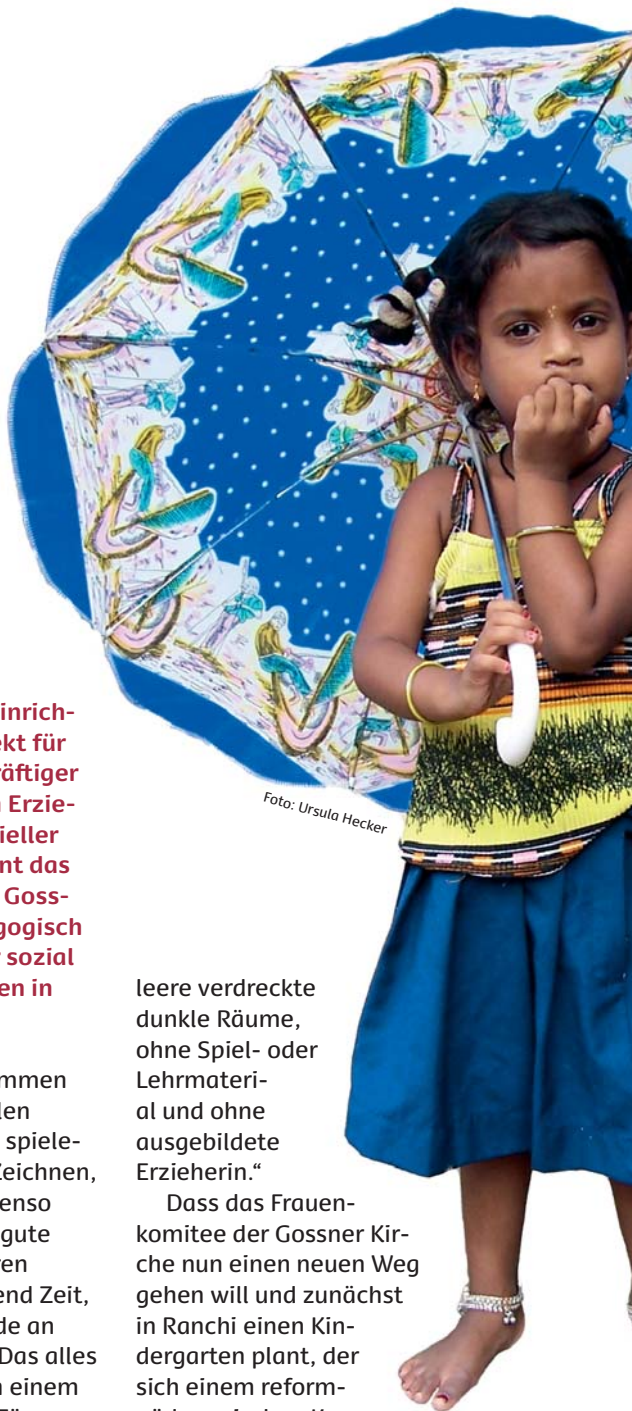 inrich-
ekt für
räftiger
n Erzie-
ieller
nt das
Goss-
gogisch
r sozial
en in
mmen
len
spiele-
Zeichnen,
enso
gute
en
end Zeit,
de an
Das alles
n einem
Foto: Ursula Hecker
leere verdreckte
dunkle Räume,
ohne Spiel- oder
Lehrmateri-
al und ohne
ausgebildete
Erzieherin.“
Dass das Frauen-
komitee der Gossner Kir-
che nun einen neuen Weg
gehen will und zunächst
in Ranchi einen Kin-
dergarten plant, der
sich einem reform-